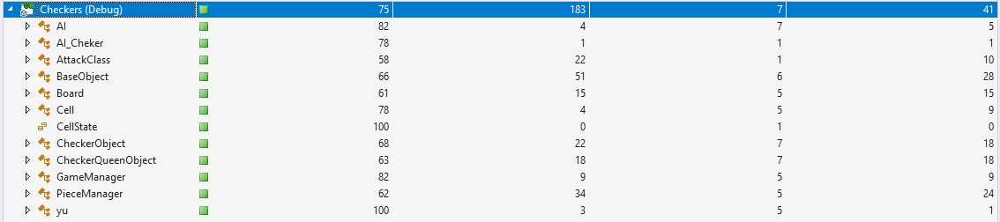 Checkers (Debug) 75 183 7 41
AI 82 4 7 5
AI_Cheker 78 1 1 1
AttackClass 58 22 1 10
BaseObject 66 51 6 28
Board 61 15 5 15
Cell 78 4 5 9
CellState 100 0 1 0
CheckerObject 68 22 7 18
CheckerQueenObject 63 18 7 18
GameManager 82 9 5 9
PieceManager 62 34 5 24
yu 100 3 5 1